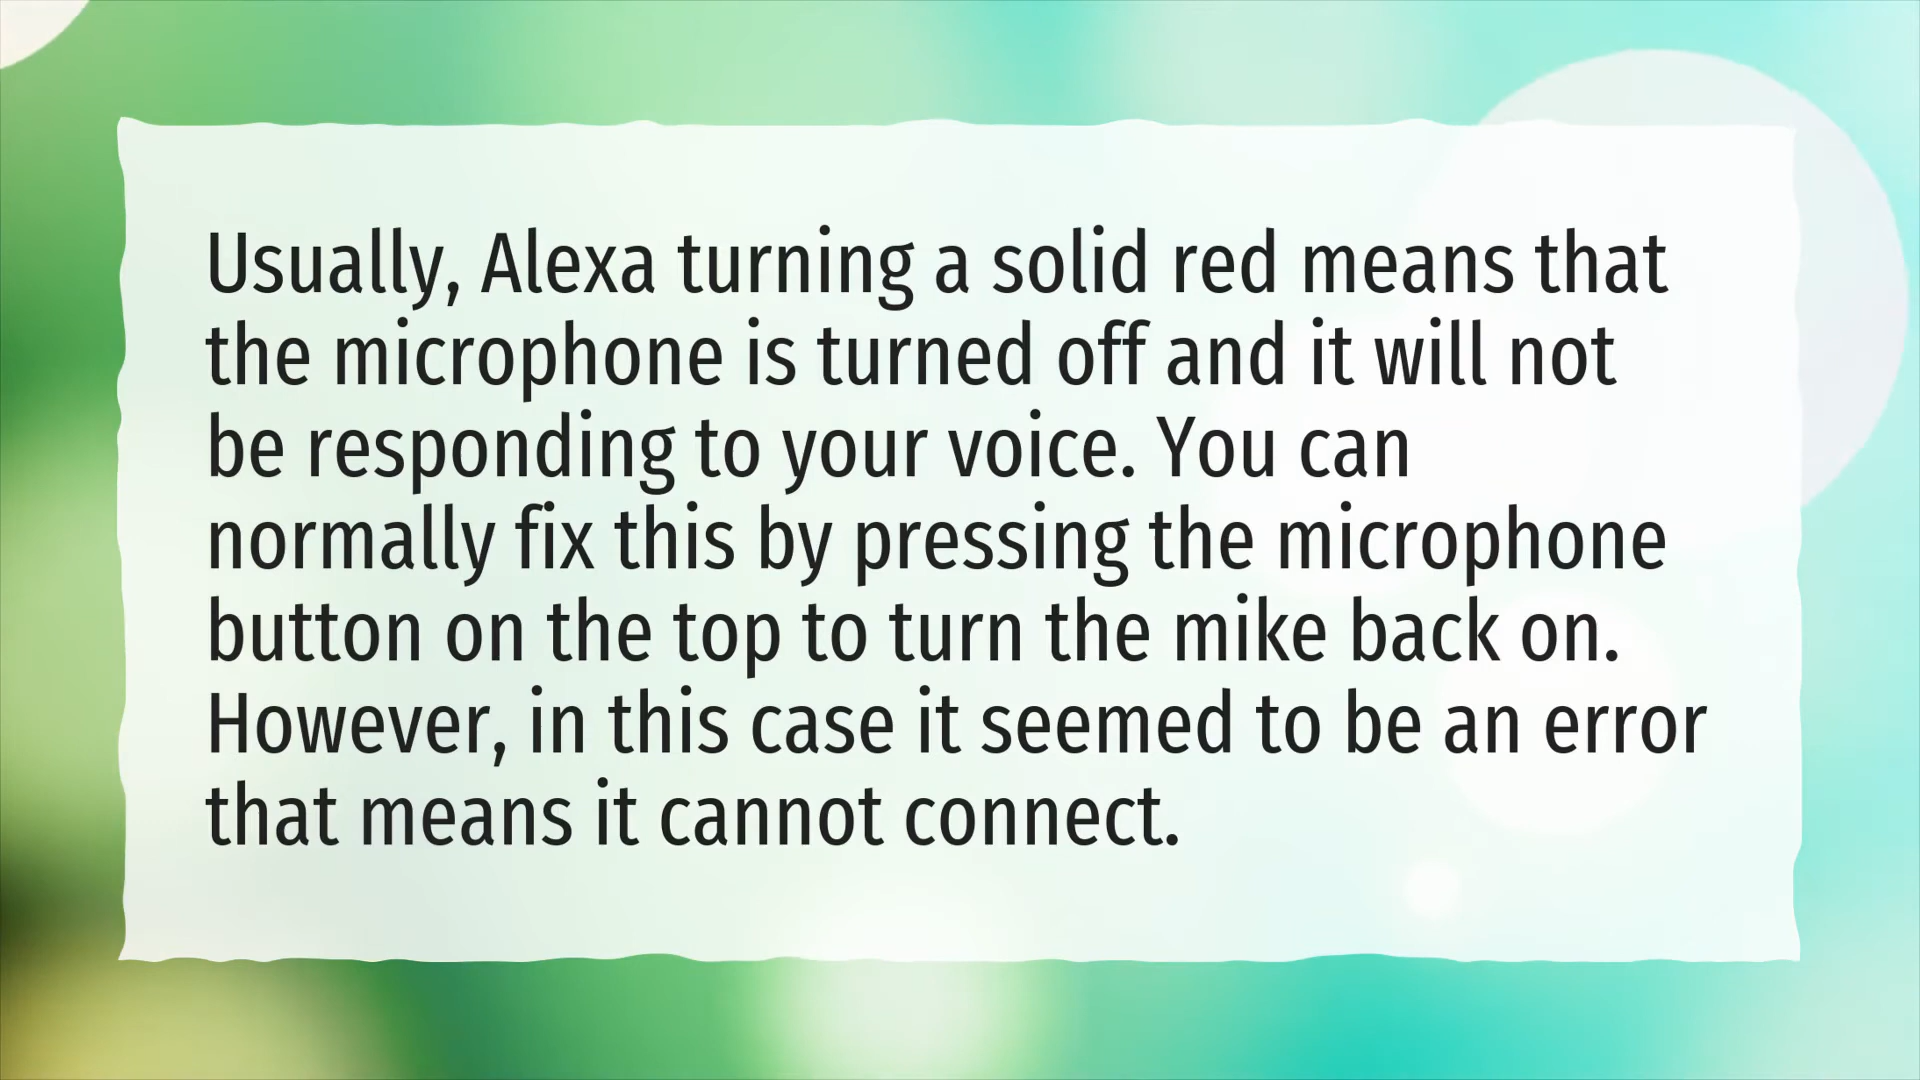 Usually, Alexa turning a solid red means that
the microphone is turned off and it will not
be responding to your voice. You can
normally fix this by pressing the microphone
button on the top to turn the mike back on.
However, in this case it seemed to be an error
that means it cannot connect.